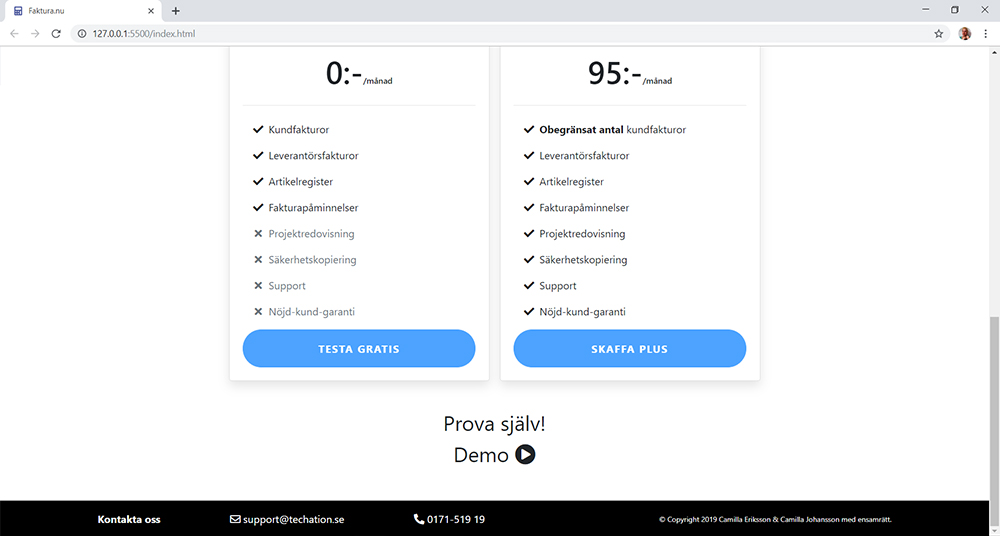 Faktura.nu
127.0.0.1:5500/index.html
0:-/månad
Kundfakturor
Leverantörsfakturor
Artikelregister
Fakturapåminnelser
Projektredovisning
Säkerhetskopiering
Support
Nöjd-kund-garanti
TESTA GRATIS
95:-/månad
Obegränsat antal kundfakturor
Leverantörsfakturor
Artikelregister
Fakturapåminnelser
Projektredovisning
Säkerhetskopiering
Support
Nöjd-kund-garanti
SKAFFA PLUS
Prova själv!
Demo
Kontakta oss
support@techation.se
0171-519 19
© Copyright 2019 Camilla Eriksson & Camilla Johansson med ensamrätt.